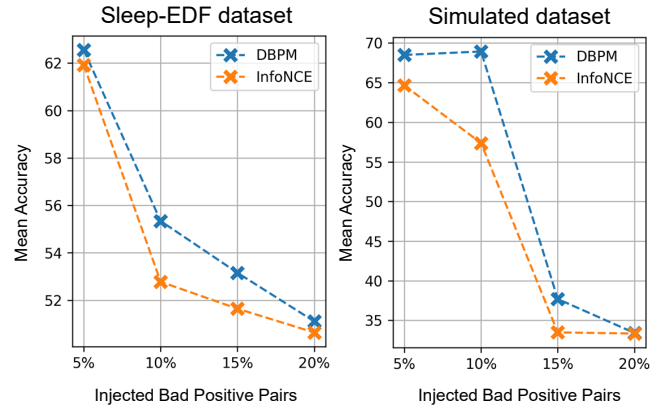 Sleep-EDF dataset
DBPM
InfoNCE
62
60
58
56
54
52
Mean Accuracy
5%
10%
15%
20%
Injected Bad Positive Pairs
Simulated dataset
DBPM
InfoNCE
70
65
60
55
50
45
40
35
Mean Accuracy
5%
10%
15%
20%
Injected Bad Positive Pairs